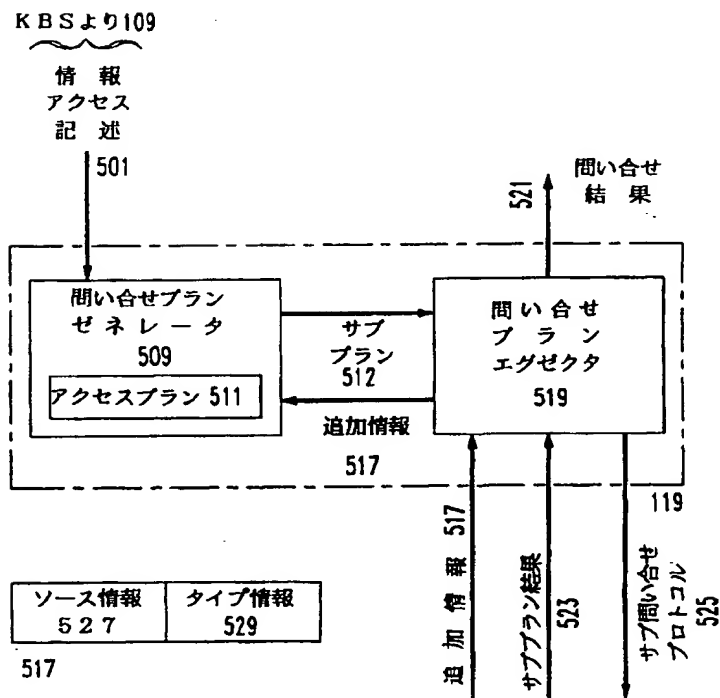 KBSより109
情報
アクセス
記述
501
521
問い合せ
結果
問い合せプラン
ゼネレータ
509
アクセスプラン 511
サブ
プラン
512
追加情報
517
問い合せ
プラン
エグゼクタ
519
119
追加情報 517
サブプラン結果
523
サブ問い合せ
プロトコル
525
ソース情報
527
タイプ情報
529
517